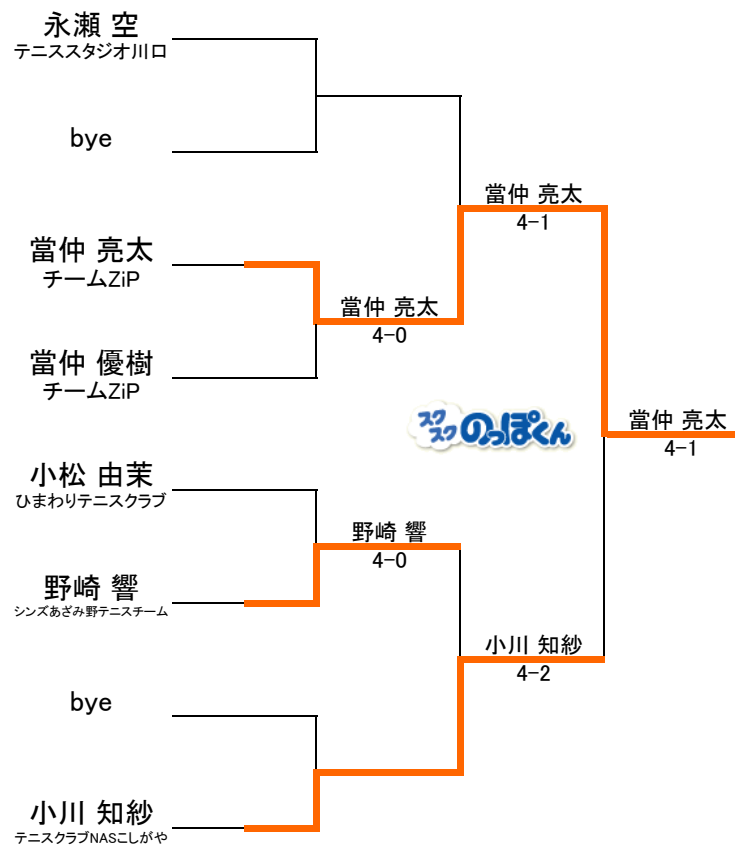 永瀬 空
テニススタジオ川口
bye
當仲 亮太
チームZiP
當仲 優樹
チームZiP
小松 由茉
ひまわりテニスクラブ
野崎 響
シンズあざみ野テニスチーム
bye
小川 知紗
テニスクラブNASこしがや
當仲 亮太
4-0
野崎 響
4-0
當仲 亮太
4-1
小川 知紗
4-2
スクスクのっぽくん
當仲 亮太
4-1